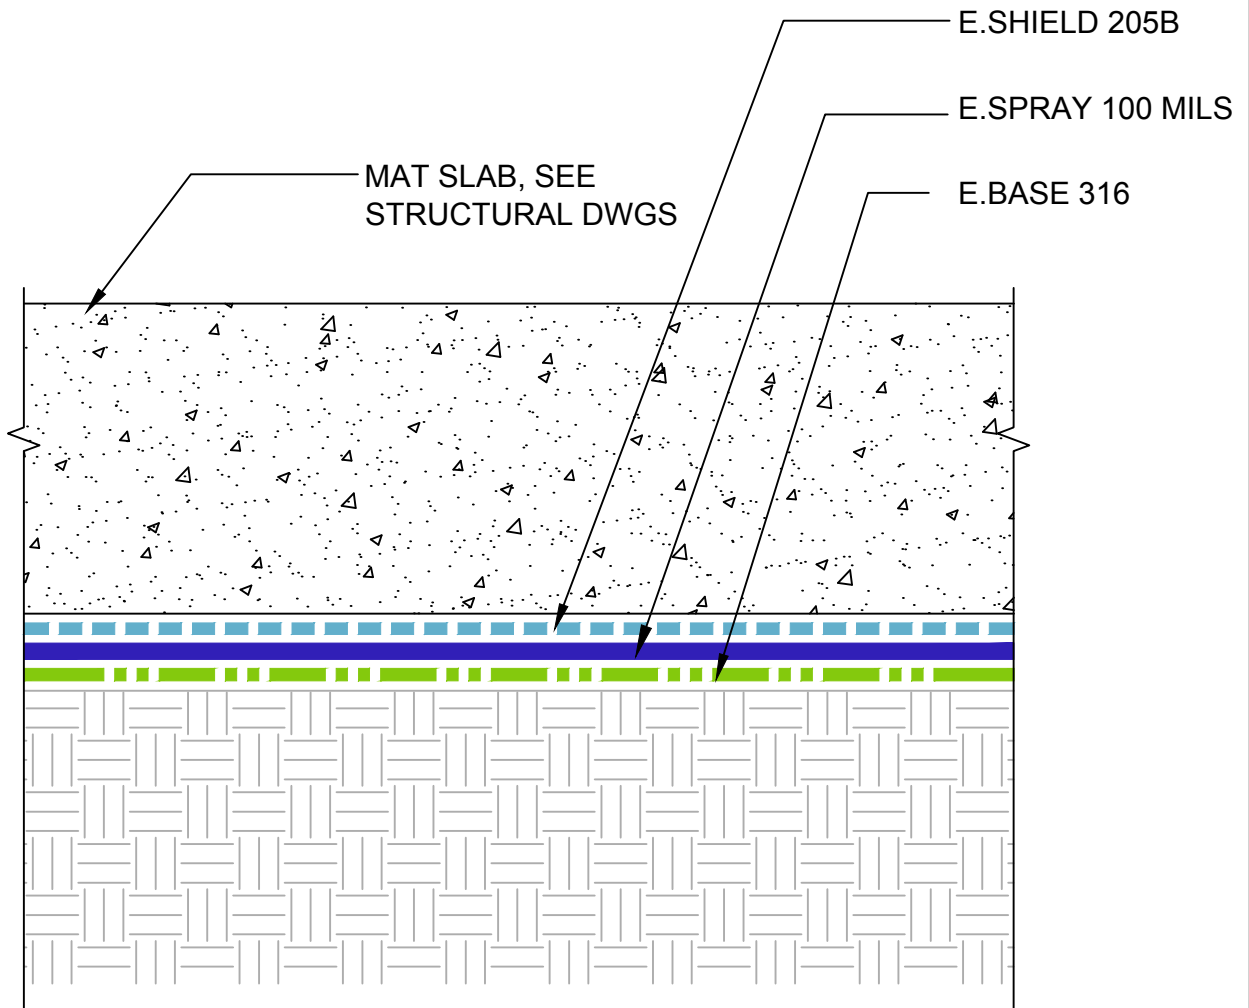 E.SHIELD 205B
E.SPRAY 100 MILS
MAT SLAB, SEE
STRUCTURAL DWGS
E.BASE 316